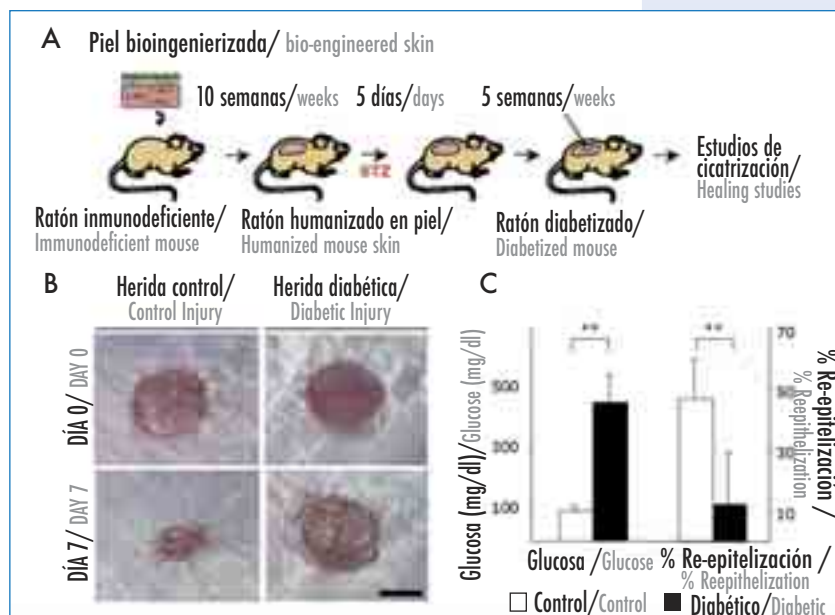 A Piel bioingenierizada/ bio-engineered skin
10 semanas/weeks 5 días/days 5 semanas/weeks
STZ
Estudios de
cicatrización/
Healing studies
Ratón inmunodeficiente/
Immunodeficient mouse
Ratón humanizado en piel/
Humanized mouse skin
Ratón diabetizado/
Diabetized mouse
B Herida control/
Control Injury
Herida diabética/
Diabetic Injury
DÍA 0/ DAY 0
DÍA 7/ DAY 7
C
** **
Glucosa (mg/dl)/Glucose (mg/dl)
100
70
50
30
10
% Re-epitelización /
% Reepithelization
Glucosa /Glucose
% Re-epitelización /
% Reepithelization
Control/Control
Diabético/Diabetic